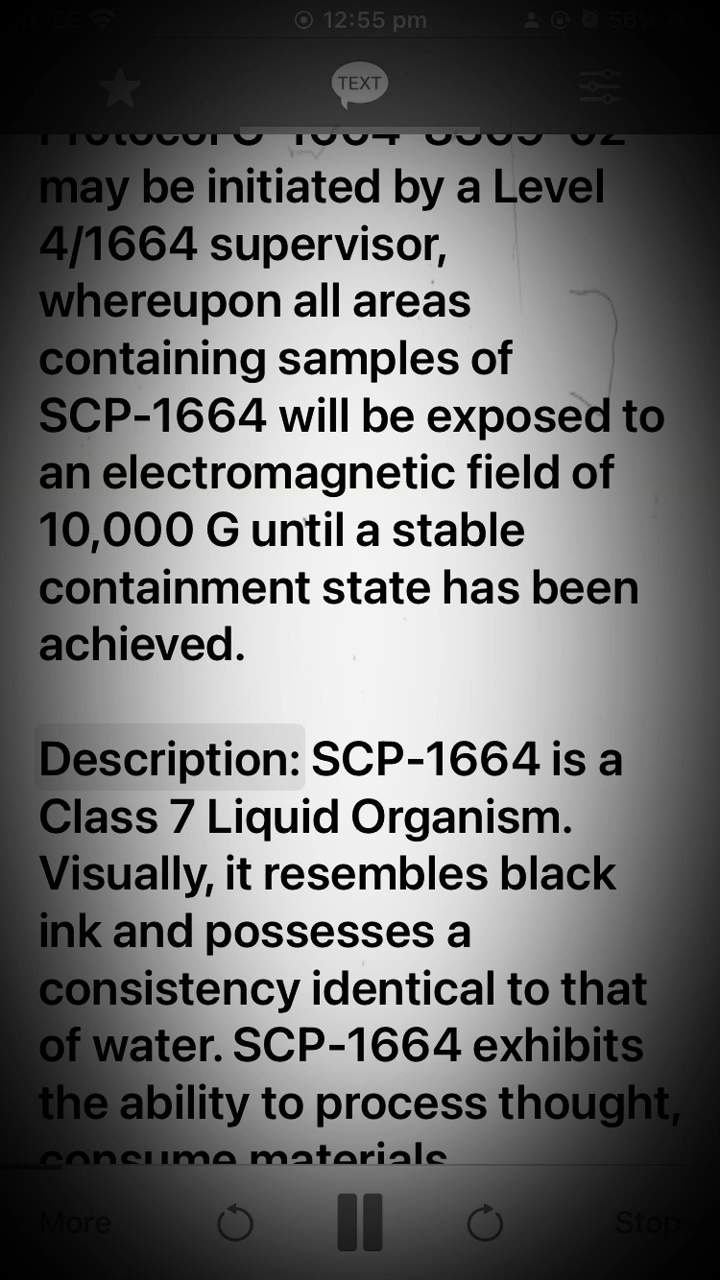 12:55 pm
TEXT
Protocol
may be initiated by a Level
4/1664 supervisor,
whereupon all areas
containing samples of
SCP-1664 will be exposed to
an electromagnetic field of
10,000 G until a stable
containment state has been
achieved.
Description: SCP-1664 is a
Class 7 Liquid Organism.
Visually, it resembles black
ink and possesses a
consistency identical to that
of water. SCP-1664 exhibits
the ability to process thought,
consume materials
More
Stop